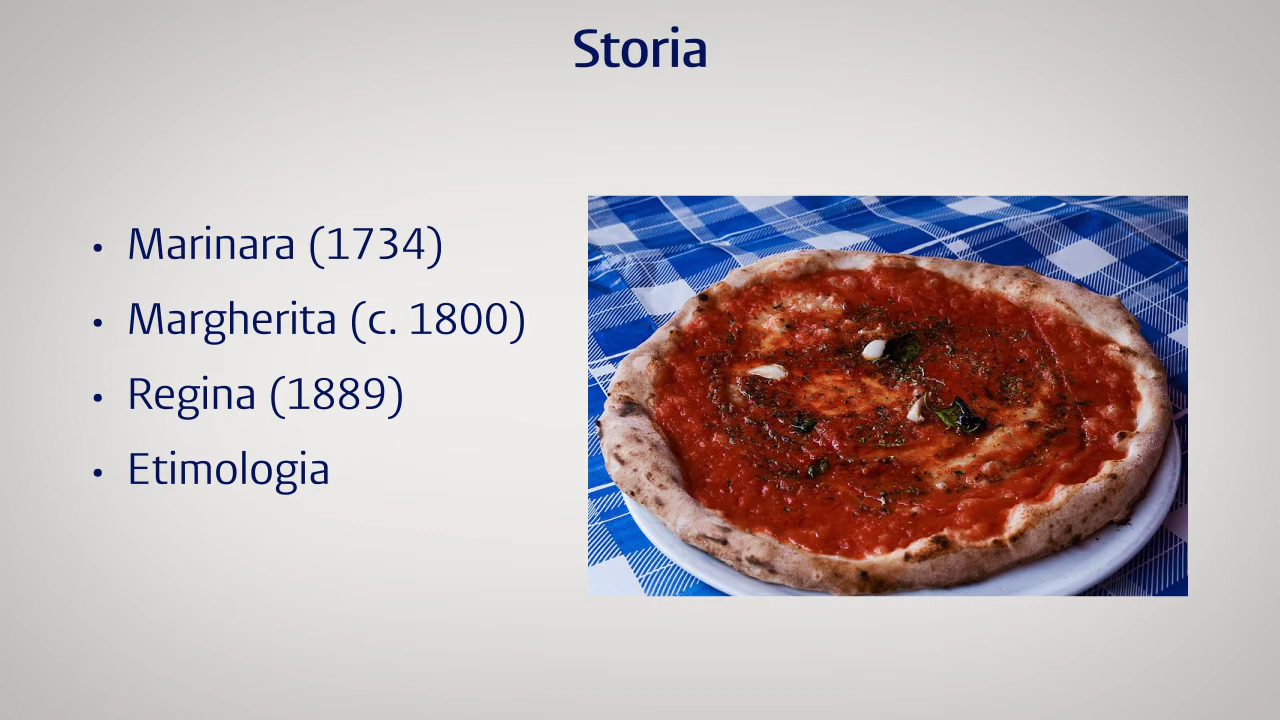 Storia
• Marinara (1734)
• Margherita (c. 1800)
• Regina (1889)
• Etimologia